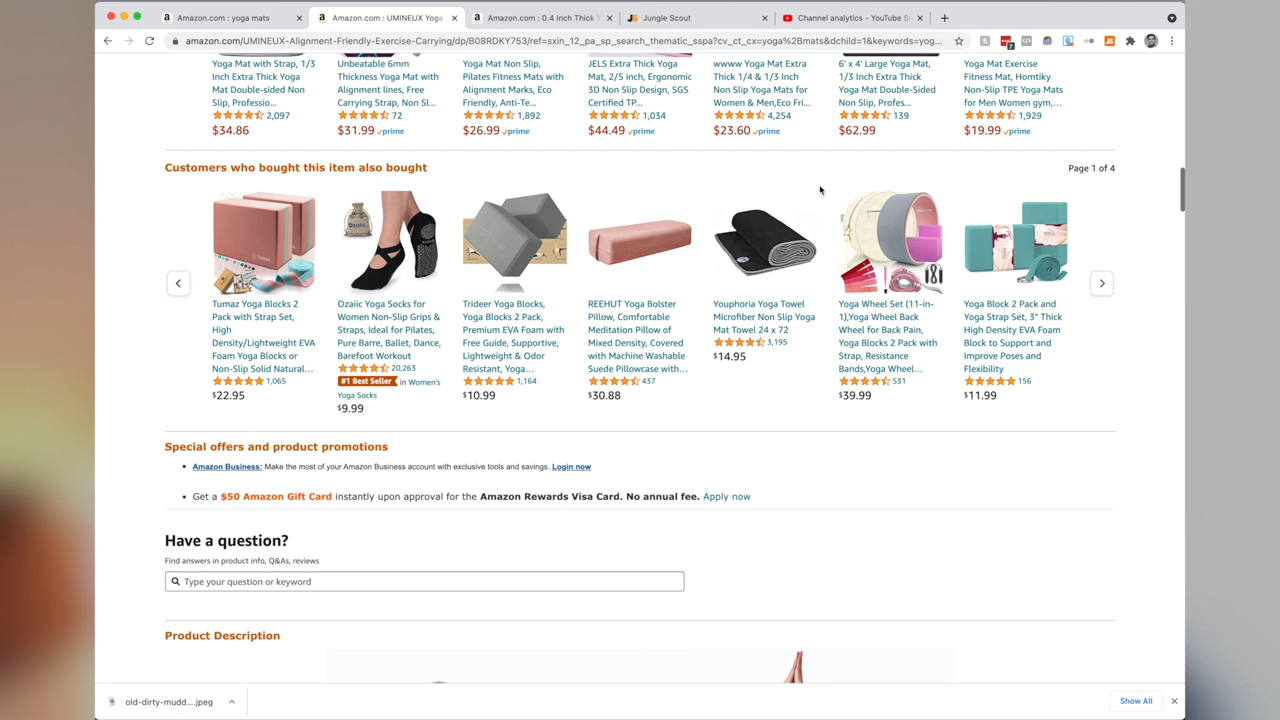 Amazon.com : yoga mats
Amazon.com : UMINEUX Yoga
Amazon.com : 0.4 Inch Thick Y
Jungle Scout
Channel analytics - YouTube S
amazon.com/UMINEUX-Alignment-Friendly-Exercise-Carrying/dp/B08RDKY753/ref=sxin_12_pa_sp_search_thematic_sspa?cv_ct_cx=yoga%2Bmats&dchild=1&keywords=yog...
Yoga Mat with Strap, 1/3
Inch Extra Thick Yoga
Mat Double-sided Non
Slip, Professio...
2,097
$34.86
Unbeatable 6mm
Thickness Yoga Mat with
Alignment lines, Free
Carrying Strap, Non Sl...
72
$31.99 prime
Yoga Mat Non Slip,
Pilates Fitness Mats with
Alignment Marks, Eco
Friendly, Anti-Te...
1,892
$26.99 prime
JELS Extra Thick Yoga
Mat, 2/5 inch, Ergonomic
3D Non Slip Design, SGS
Certified TP...
1,034
$44.49 prime
wwww Yoga Mat Extra
Thick 1/4 & 1/3 Inch
Non Slip Yoga Mats for
Women & Men,Eco Fri...
4,254
$23.60 prime
6' x 4' Large Yoga Mat,
1/3 Inch Extra Thick
Yoga Mat Double-Sided
Non Slip, Profes...
139
$62.99
Yoga Mat Exercise
Fitness Mat, Homtiky
Non-Slip TPE Yoga Mats
for Men Women gym,...
1,929
$19.99 prime
Customers who bought this item also bought
Page 1 of 4
Tumaz Yoga Blocks 2
Pack with Strap Set,
High
Density/Lightweight EVA
Foam Yoga Blocks or
Non-Slip Solid Natural...
1,065
$22.95
Ozaiic Yoga Socks for
Women Non-Slip Grips &
Straps, Ideal for Pilates,
Pure Barre, Ballet, Dance,
Barefoot Workout
20,263
#1 Best Seller in Women's
Yoga Socks
$9.99
Trideer Yoga Blocks,
Yoga Blocks 2 Pack,
Premium EVA Foam with
Free Guide, Supportive,
Lightweight & Odor
Resistant, Yoga...
1,164
$10.99
REEHUT Yoga Bolster
Pillow, Comfortable
Meditation Pillow of
Mixed Density, Covered
with Machine Washable
Suede Pillowcase with...
437
$30.88
Youphoria Yoga Towel
Microfiber Non Slip Yoga
Mat Towel 24 x 72
3,195
$14.95
Yoga Wheel Set (11-in-
1),Yoga Wheel Back
Wheel for Back Pain,
Yoga Blocks 2 Pack with
Strap, Resistance
Bands,Yoga Wheel...
531
$39.99
Yoga Block 2 Pack and
Yoga Strap Set, 3" Thick
High Density EVA Foam
Block to Support and
Improve Poses and
Flexibility
156
$11.99
Special offers and product promotions
Amazon Business: Make the most of your Amazon Business account with exclusive tools and savings. Login now
Get a $50 Amazon Gift Card instantly upon approval for the Amazon Rewards Visa Card. No annual fee. Apply now
Have a question?
Find answers in product info, Q&As, reviews
Type your question or keyword
Product Description
old-dirty-mudd....jpeg
Show All